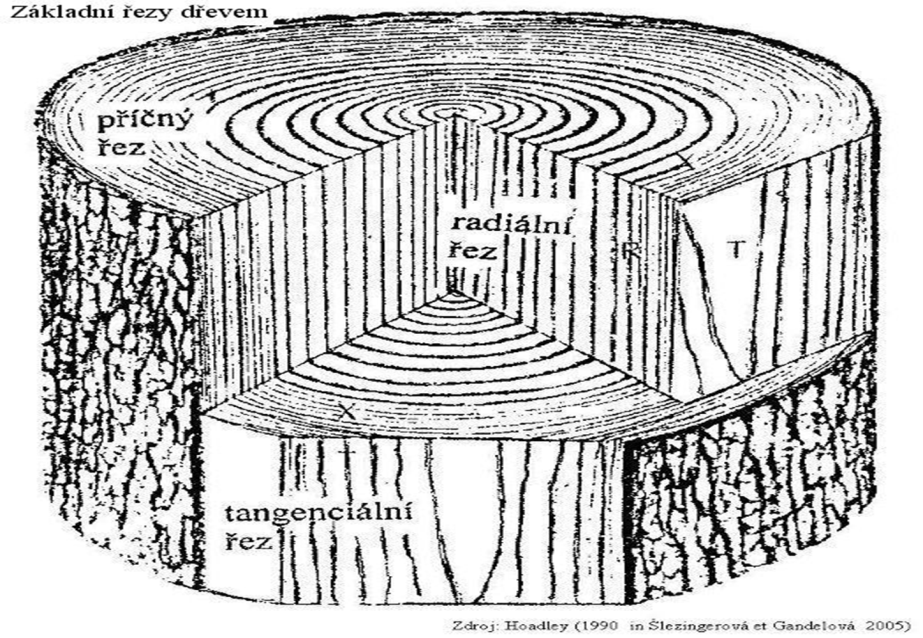 Základní řezy dřevem
příčný
řez
radiální
řez
R
T
X
tangenciální
řez
Zdroj: Hoadley (1990 in Šlezingerová et Gandelová 2005)